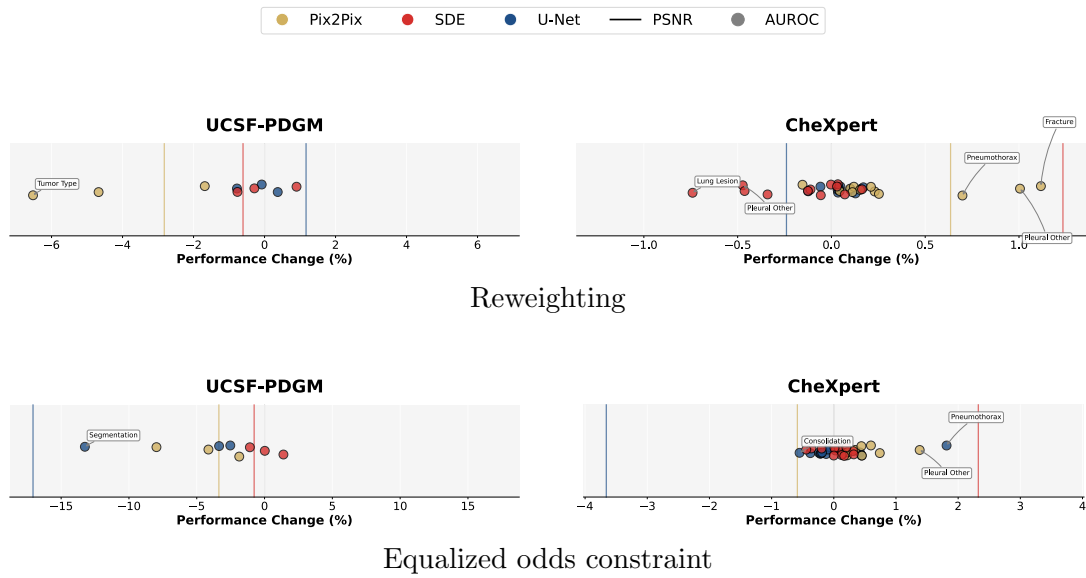 Pix2Pix SDE U-Net PSNR AUROC
UCSF-PDGM
Tumor Type
−6 −4 −2 0 2 4 6
Performance Change (%)
CheXpert
Fracture
Pneumothorax
Lung Lesion
Pleural Other
Pleural Other
−1.0 −0.5 0.0 0.5 1.0
Performance Change (%)
Reweighting
UCSF-PDGM
Segmentation
−15 −10 −5 0 5 10 15
Performance Change (%)
CheXpert
Pneumothorax
Consolidation
Pleural Other
−4 −3 −2 −1 0 1 2 3 4
Performance Change (%)
Equalized odds constraint